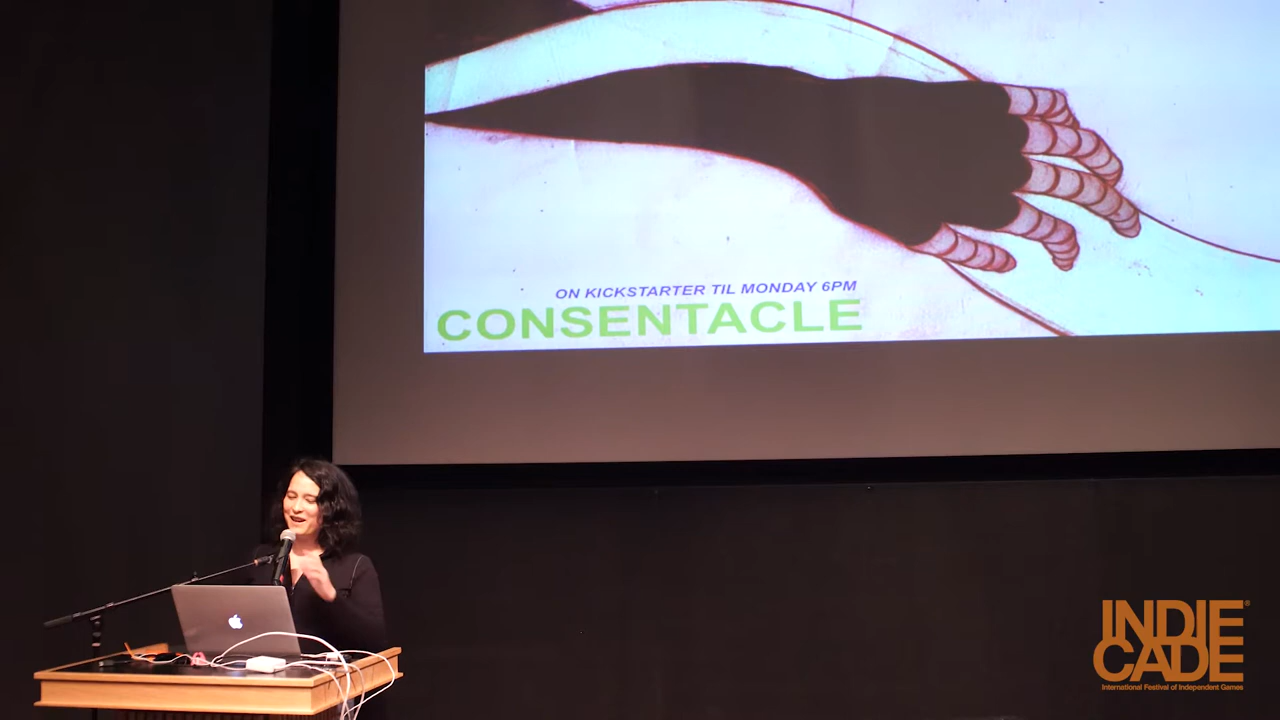 ON KICKSTARTER TIL MONDAY 6PM
CONSENTACLE
INDIE
CADE®
International Festival of Independent Games